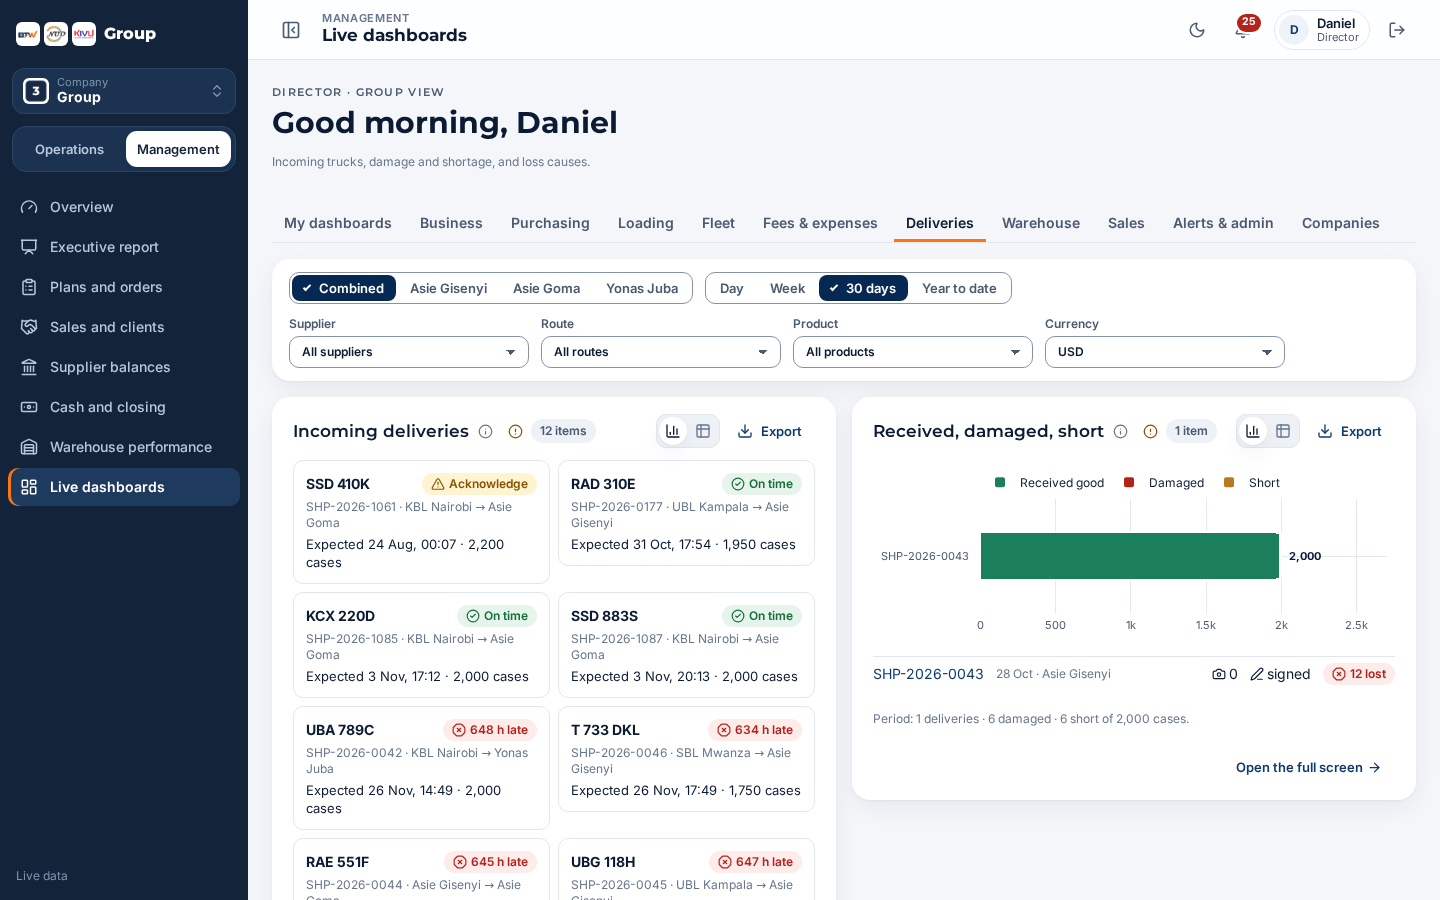 BTW NJD KIVU Group
Company
3 Group
Operations Management
Overview
Executive report
Plans and orders
Sales and clients
Supplier balances
Cash and closing
Warehouse performance
Live dashboards
Live data
MANAGEMENT
Live dashboards
25
D Daniel
Director
DIRECTOR · GROUP VIEW
Good morning, Daniel
Incoming trucks, damage and shortage, and loss causes.
My dashboards Business Purchasing Loading Fleet Fees & expenses Deliveries Warehouse Sales Alerts & admin Companies
Combined Asie Gisenyi Asie Goma Yonas Juba Day Week 30 days Year to date
Supplier Route Product Currency
All suppliers All routes All products USD
Incoming deliveries 12 items Export
SSD 410K Acknowledge
SHP-2026-1061 · KBL Nairobi → Asie
Goma
Expected 24 Aug, 00:07 · 2,200
cases
RAD 310E On time
SHP-2026-0177 · UBL Kampala → Asie
Gisenyi
Expected 31 Oct, 17:54 · 1,950 cases
KCX 220D On time
SHP-2026-1085 · KBL Nairobi → Asie
Goma
Expected 3 Nov, 17:12 · 2,000 cases
SSD 883S On time
SHP-2026-1087 · KBL Nairobi → Asie
Goma
Expected 3 Nov, 20:13 · 2,000 cases
UBA 789C 648 h late
SHP-2026-0042 · KBL Nairobi → Yonas
Juba
Expected 26 Nov, 14:49 · 2,000
cases
T 733 DKL 634 h late
SHP-2026-0046 · SBL Mwanza → Asie
Gisenyi
Expected 26 Nov, 17:49 · 1,750 cases
RAE 551F 645 h late
SHP-2026-0044 · Asie Gisenyi → Asie
Goma
UBG 118H 647 h late
SHP-2026-0045 · UBL Kampala → Asie
Gisenyi
Received, damaged, short 1 item Export
Received good Damaged Short
SHP-2026-0043 2,000
0 500 1k 1.5k 2k 2.5k
SHP-2026-0043 28 Oct · Asie Gisenyi 0 signed 12 lost
Period: 1 deliveries · 6 damaged · 6 short of 2,000 cases.
Open the full screen →